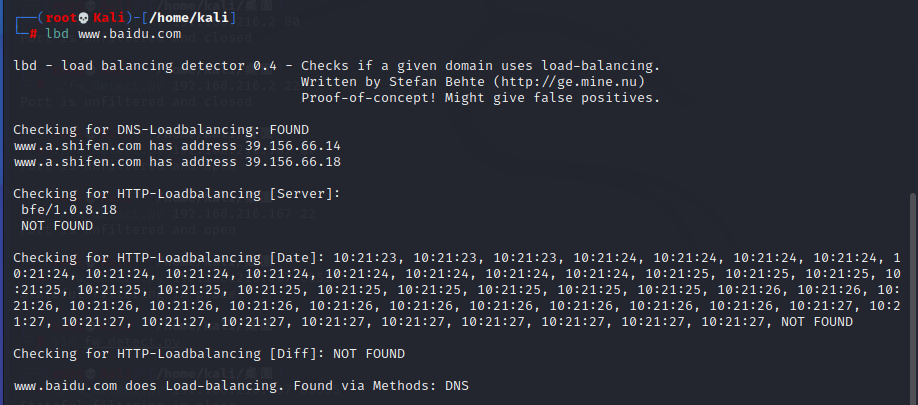 (root💀Kali)-[/home/kali]
# lbd www.baidu.com
lbd - load balancing detector 0.4 - Checks if a given domain uses load-balancing.
Written by Stefan Behte (http://ge.mine.nu)
Proof-of-concept! Might give false positives.
Checking for DNS-Loadbalancing: FOUND
www.a.shifen.com has address 39.156.66.14
www.a.shifen.com has address 39.156.66.18
Checking for HTTP-Loadbalancing [Server]:
bfe/1.0.8.18
NOT FOUND
Checking for HTTP-Loadbalancing [Date]: 10:21:23, 10:21:23, 10:21:23, 10:21:24, 10:21:24, 10:21:24, 10:21:24, 1
0:21:24, 10:21:24, 10:21:24, 10:21:24, 10:21:24, 10:21:24, 10:21:24, 10:21:24, 10:21:25, 10:21:25, 10:21:25, 10
:21:25, 10:21:25, 10:21:25, 10:21:25, 10:21:25, 10:21:25, 10:21:25, 10:21:25, 10:21:25, 10:21:26, 10:21:26, 10:
21:26, 10:21:26, 10:21:26, 10:21:26, 10:21:26, 10:21:26, 10:21:26, 10:21:26, 10:21:26, 10:21:26, 10:21:27, 10:2
1:27, 10:21:27, 10:21:27, 10:21:27, 10:21:27, 10:21:27, 10:21:27, 10:21:27, 10:21:27, 10:21:27, NOT FOUND
Checking for HTTP-Loadbalancing [Diff]: NOT FOUND
www.baidu.com does Load-balancing. Found via Methods: DNS